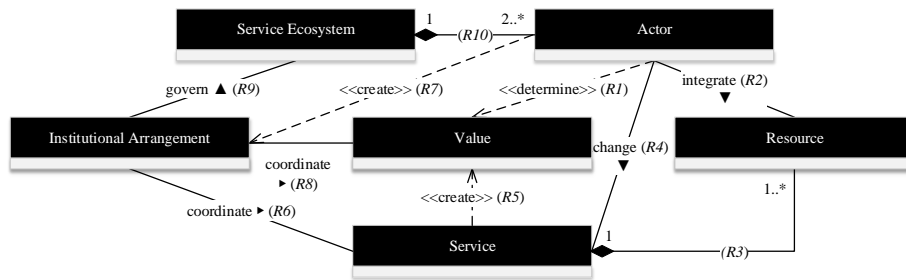 Service Ecosystem
1
(R10)
2..*
Actor
govern ▲ (R9)
<<create>> (R7)
<<determine>> (R1)
integrate (R2)
▼
Institutional Arrangement
Value
Resource
change (R4)
▼
coordinate
► (R8)
coordinate ► (R6)
<<create>> (R5)
1..*
Service
1
(R3)